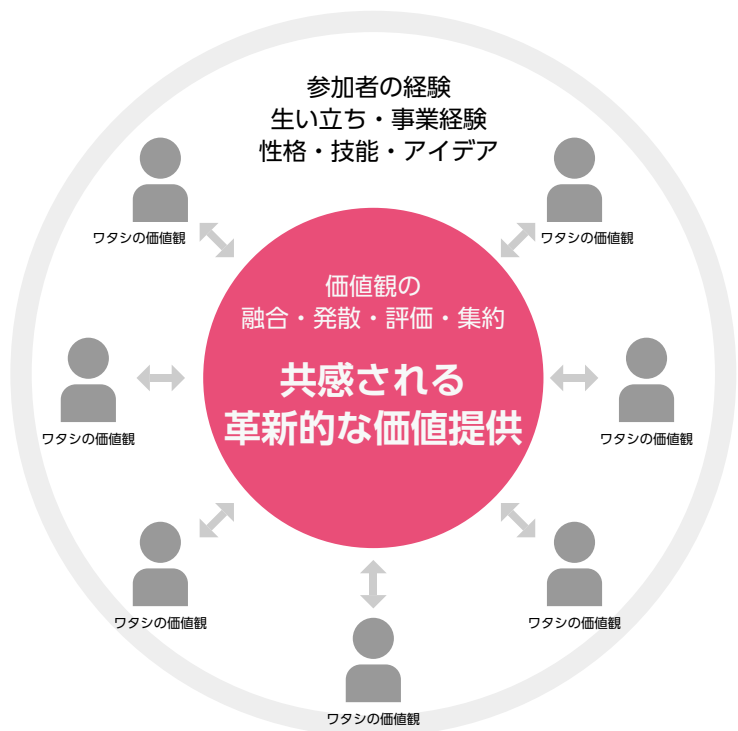 参加者の経験
生い立ち・事業経験
性格・技能・アイデア
ワタシの価値観
ワタシの価値観
価値観の
融合・発散・評価・集約
共感される
革新的な価値提供
ワタシの価値観
ワタシの価値観
ワタシの価値観
ワタシの価値観
ワタシの価値観